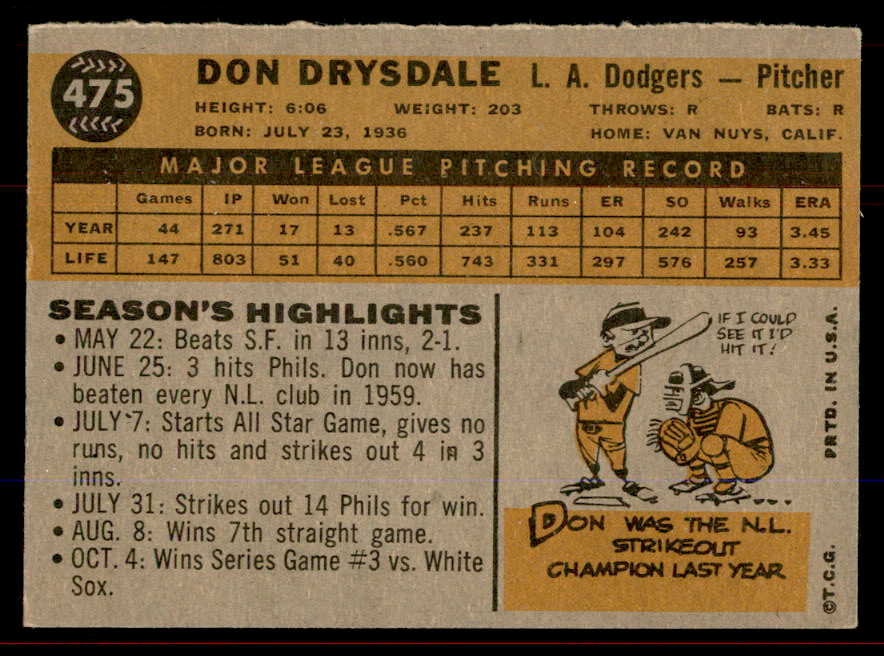 475
DON DRYSDALE L. A. Dodgers — Pitcher
HEIGHT: 6:06 WEIGHT: 203 THROWS: R BATS: R
BORN: JULY 23, 1936 HOME: VAN NUYS, CALIF.
MAJOR LEAGUE PITCHING RECORD
Games IP Won Lost Pct Hits Runs ER SO Walks ERA
YEAR 44 271 17 13 .567 237 113 104 242 93 3.45
LIFE 147 803 51 40 .560 743 331 297 576 257 3.33
SEASON'S HIGHLIGHTS
• MAY 22: Beats S.F. in 13 inns, 2-1.
• JUNE 25: 3 hits Phils. Don now has
beaten every N.L. club in 1959.
• JULY 7: Starts All Star Game, gives no
runs, no hits and strikes out 4 in 3
inns.
• JULY 31: Strikes out 14 Phils for win.
• AUG. 8: Wins 7th straight game.
• OCT. 4: Wins Series Game #3 vs. White
Sox.
IF I COULD
SEE IT I'D
HIT IT!
DON WAS THE N.L.
STRIKEOUT
CHAMPION LAST YEAR
©T.C.G. PRTD. IN U.S.A.